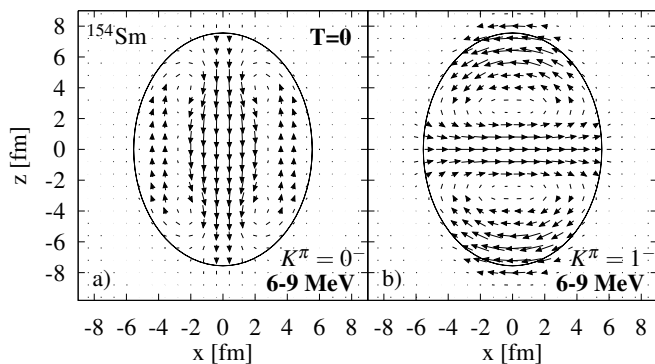 ¹⁵⁴Sm
T=0
b)
8
6
4
2
0
-2
-4
-6
-8
z [fm]
a)
K^π = 0⁻
6-9 MeV
K^π = 1⁻
6-9 MeV
-8 -6 -4 -2 0 2 4 6 8
-8 -6 -4 -2 0 2 4 6 8
x [fm]
x [fm]